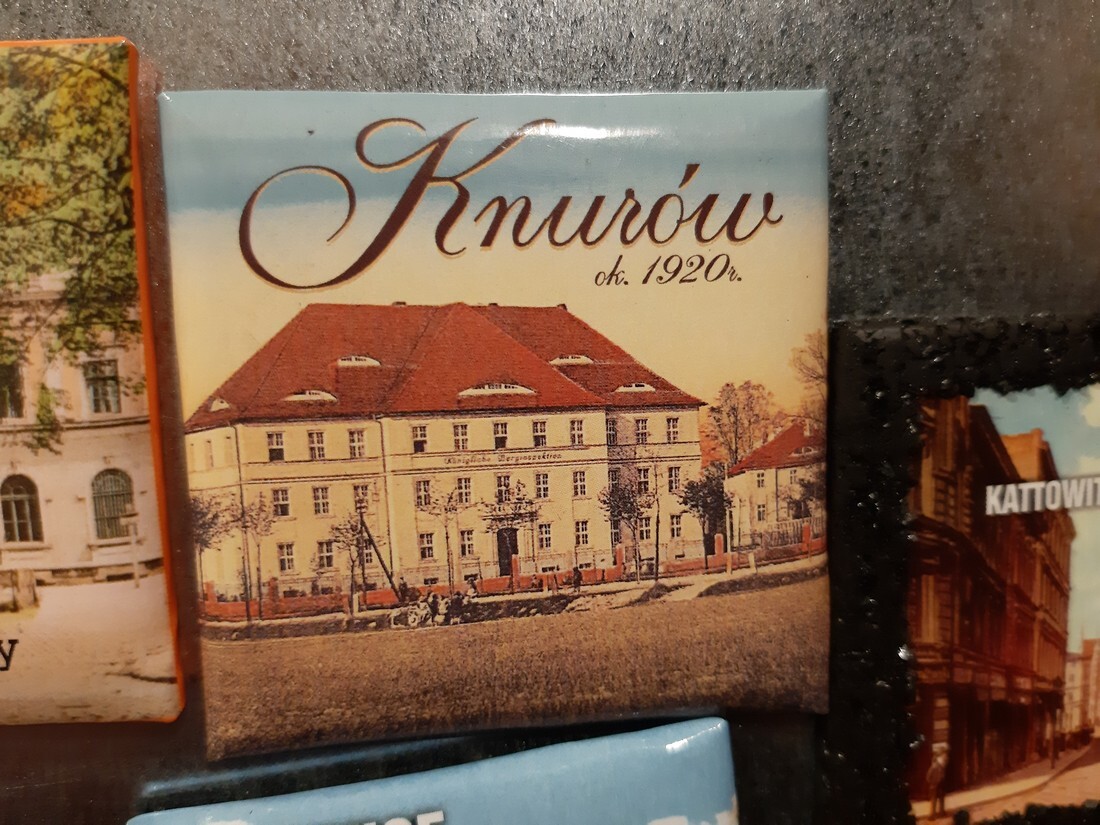 Knurów
ok. 1920r.
Königliche Berginspektion
KATTOWIT
y